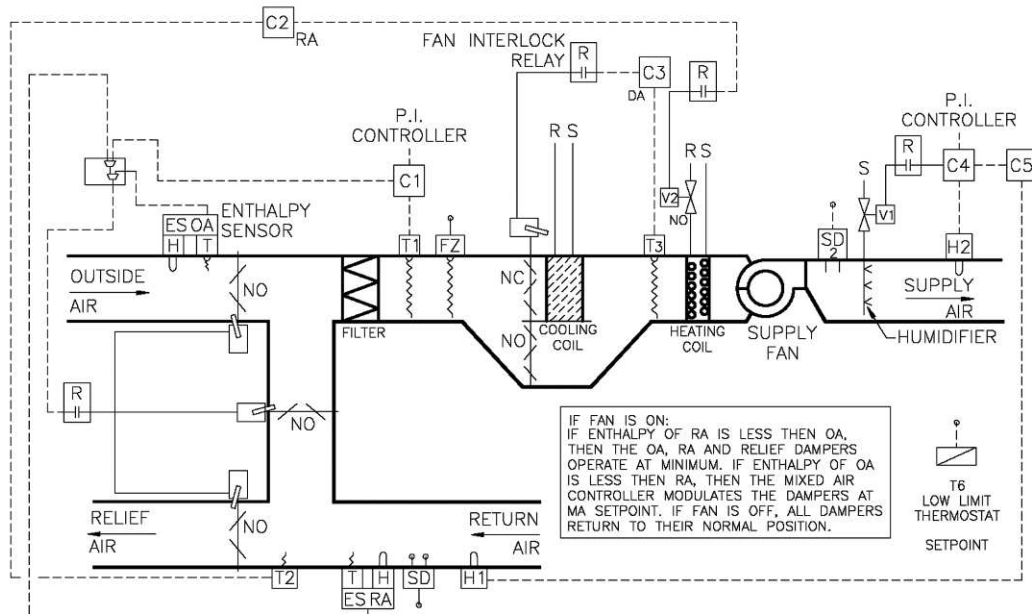 C2
RA
FAN INTERLOCK
RELAY
R
C3
DA
R
P.I.
CONTROLLER
C1
R S
R S
P.I.
CONTROLLER
R
C4
C5
S
V2
NO
V1
ES OA
H T
ENTHALPY
SENSOR
T1
FZ
T3
SD
2
H2
OUTSIDE
AIR
NO
NC
NO
FILTER
COOLING
COIL
HEATING
COIL
SUPPLY
FAN
SUPPLY
AIR
HUMIDIFIER
R
NO
IF FAN IS ON:
IF ENTHALPY OF RA IS LESS THEN OA,
THEN THE OA, RA AND RELIEF DAMPERS
OPERATE AT MINIMUM. IF ENTHALPY OF OA
IS LESS THEN RA, THEN THE MIXED AIR
CONTROLLER MODULATES THE DAMPERS AT
MA SETPOINT. IF FAN IS OFF, ALL DAMPERS
RETURN TO THEIR NORMAL POSITION.
T6
LOW LIMIT
THERMOSTAT
SETPOINT
RELIEF
AIR
NO
RETURN
AIR
T2
T H
ES RA
SD
H1